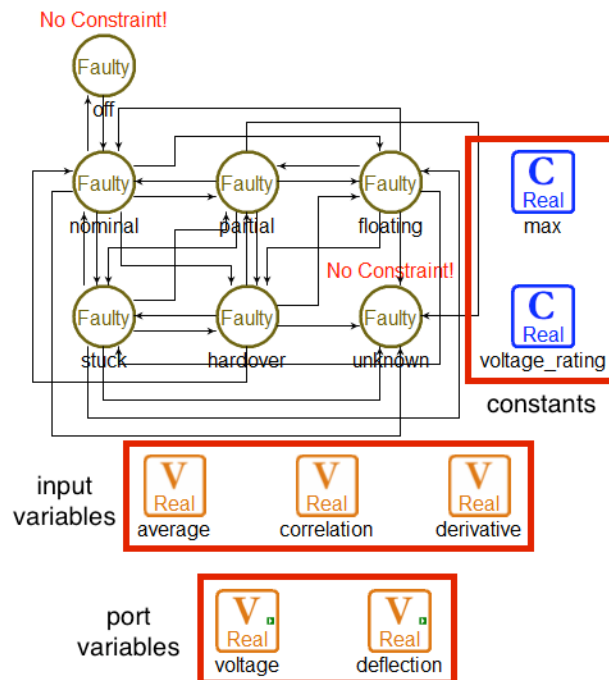 No Constraint!
Faulty
off
Faulty Faulty Faulty
nominal partial floating
C
Real
max
No Constraint!
Faulty Faulty Faulty
stuck hardover unknown
C
Real
voltage_rating
constants
input
variables
V V V
Real Real Real
average correlation derivative
port
variables
V V
Real Real
voltage deflection